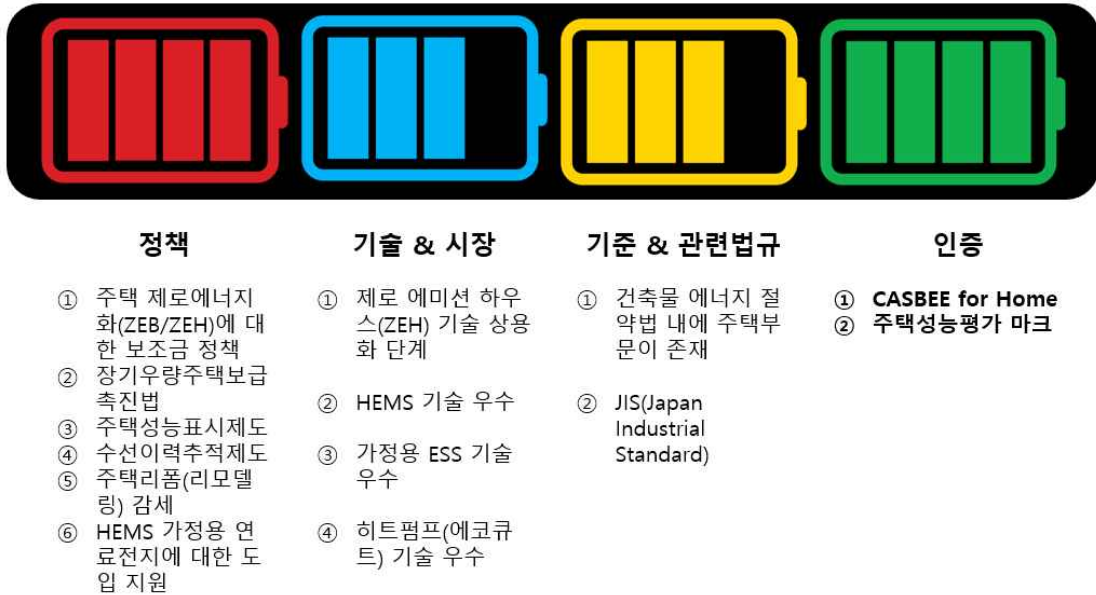 정책
① 주택 제로에너지
화(ZEB/ZEH)에 대
한 보조금 정책
② 장기우량주택보급
촉진법
③ 주택성능표시제도
④ 수선이력추적제도
⑤ 주택리폼(리모델
링) 감세
⑥ HEMS 가정용 연
료전지에 대한 도
입 지원
기술 & 시장
① 제로 에미션 하우
스(ZEH) 기술 상용
화 단계
② HEMS 기술 우수
③ 가정용 ESS 기술
우수
④ 히트펌프(에코큐
트) 기술 우수
기준 & 관련법규
① 건축물 에너지 절
약법 내에 주택부
문이 존재
② JIS(Japan
Industrial
Standard)
인증
① CASBEE for Home
② 주택성능평가 마크